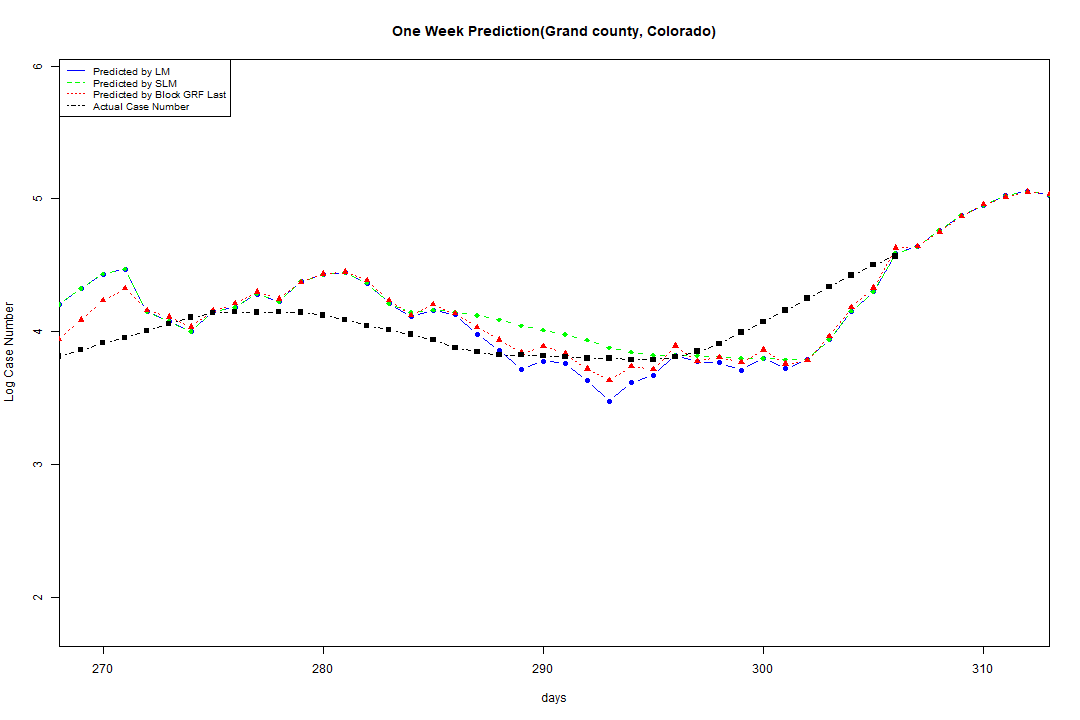 One Week Prediction(Grand county, Colorado)
Predicted by LM
Predicted by SLM
Predicted by Block GRF Last
Actual Case Number
6
5
4
3
2
Log Case Number
270 280 290 300 310
days